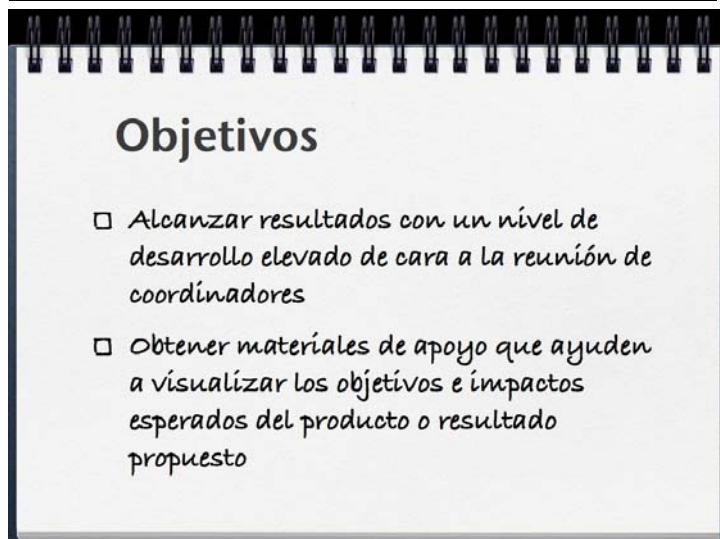 Objetivos
Alcanzar resultados con un nivel de
desarrollo elevado de cara a la reunión de
coordinadores
Obtener materiales de apoyo que ayuden
a visualizar los objetivos e impactos
esperados del producto o resultado
propuesto